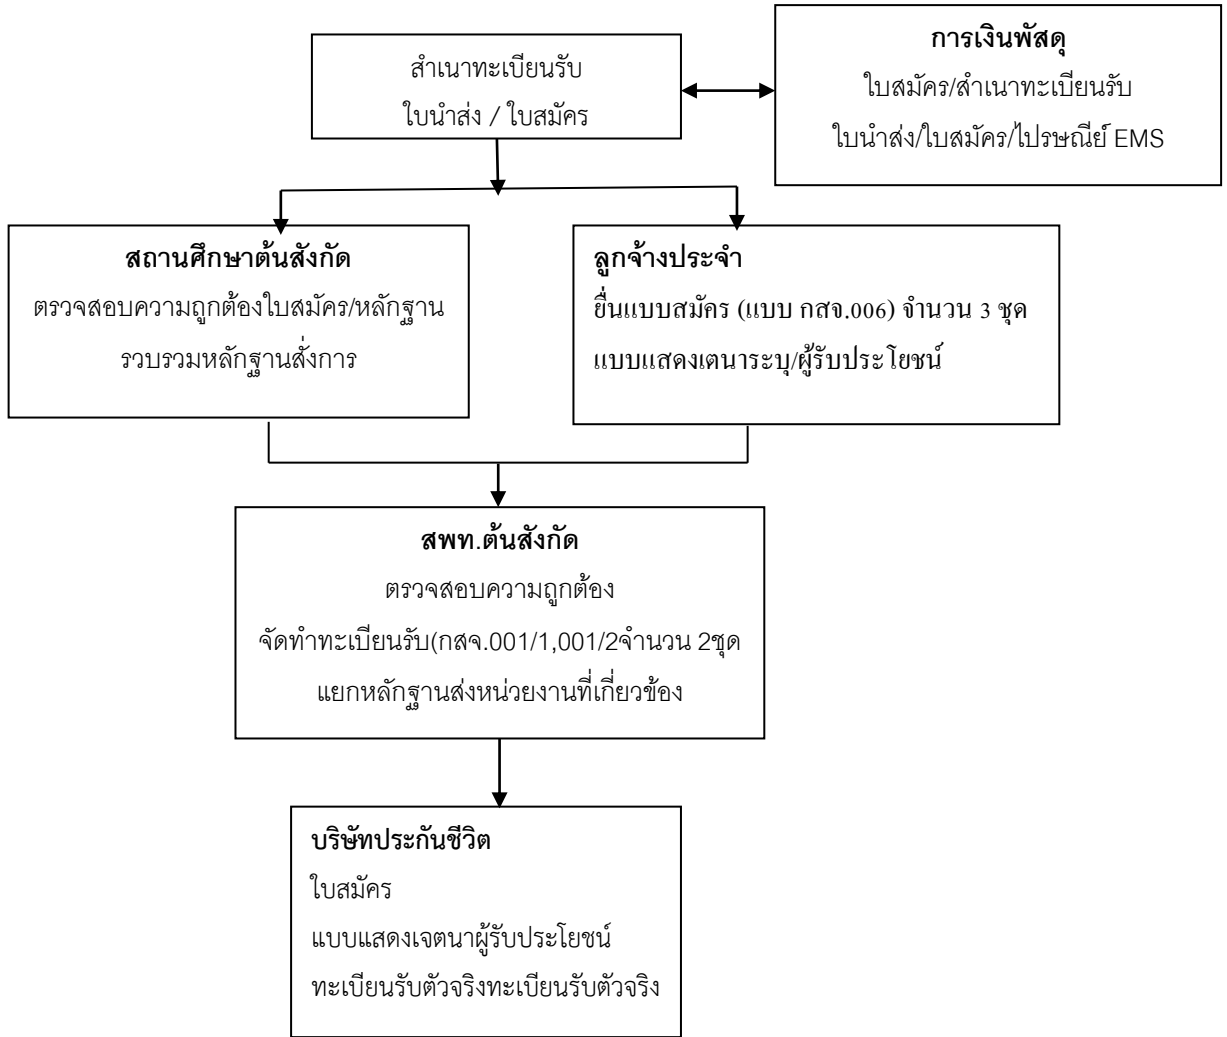 สำเนาทะเบียนรับ
ใบนำส่ง / ใบสมัคร
การเงินพัสดุ
ใบสมัคร/สำเนาทะเบียนรับ
ใบนำส่ง/ใบสมัคร/ไปรษณีย์ EMS
สถานศึกษาต้นสังกัด
ตรวจสอบความถูกต้องใบสมัคร/หลักฐาน
รวบรวมหลักฐานสั่งการ
ลูกจ้างประจำ
ยื่นแบบสมัคร (แบบ กสจ.006) จำนวน 3 ชุด
แบบแสดงเตนาระบุ/ผู้รับประโยชน์
สพท.ต้นสังกัด
ตรวจสอบความถูกต้อง
จัดทำทะเบียนรับ(กสจ.001/1,001/2จำนวน 2ชุด
แยกหลักฐานส่งหน่วยงานที่เกี่ยวข้อง
บริษัทประกันชีวิต
ใบสมัคร
แบบแสดงเจตนาผู้รับประโยชน์
ทะเบียนรับตัวจริงทะเบียนรับตัวจริง